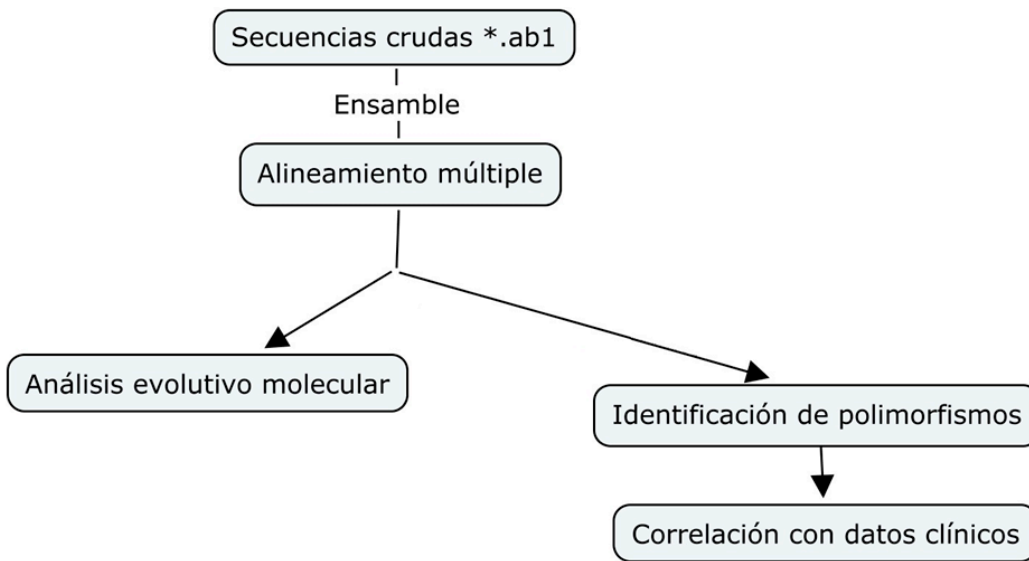 Secuencias crudas *.ab1
Ensamble
Alineamiento múltiple
Análisis evolutivo molecular
Identificación de polimorfismos
Correlación con datos clínicos